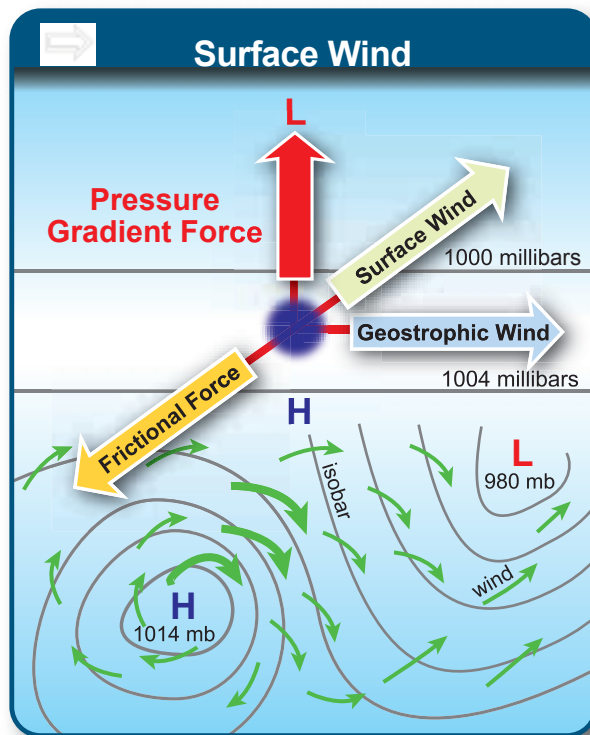 Surface Wind
L
Pressure
Gradient Force
Surface Wind
1000 millibars
Geostrophic Wind
1004 millibars
Frictional Force
H
isobar
L
980 mb
wind
H
1014 mb